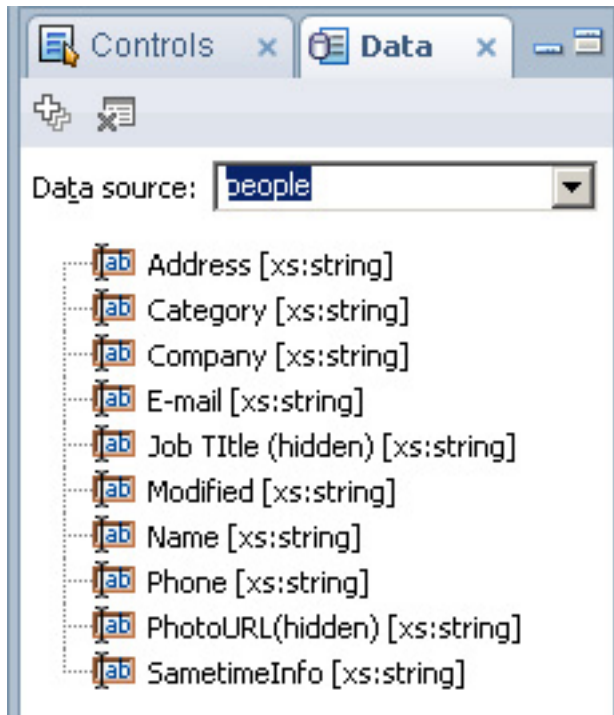 Controls Data
Data source: people
Address [xs:string]
Category [xs:string]
Company [xs:string]
E-mail [xs:string]
Job TItle (hidden) [xs:string]
Modified [xs:string]
Name [xs:string]
Phone [xs:string]
PhotoURL(hidden) [xs:string]
SametimeInfo [xs:string]